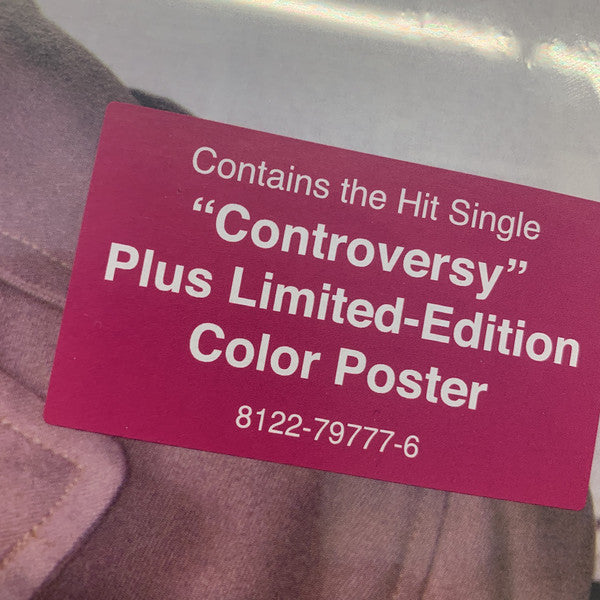 Contains the Hit Single
“Controversy”
Plus Limited-Edition
Color Poster
8122-79777-6